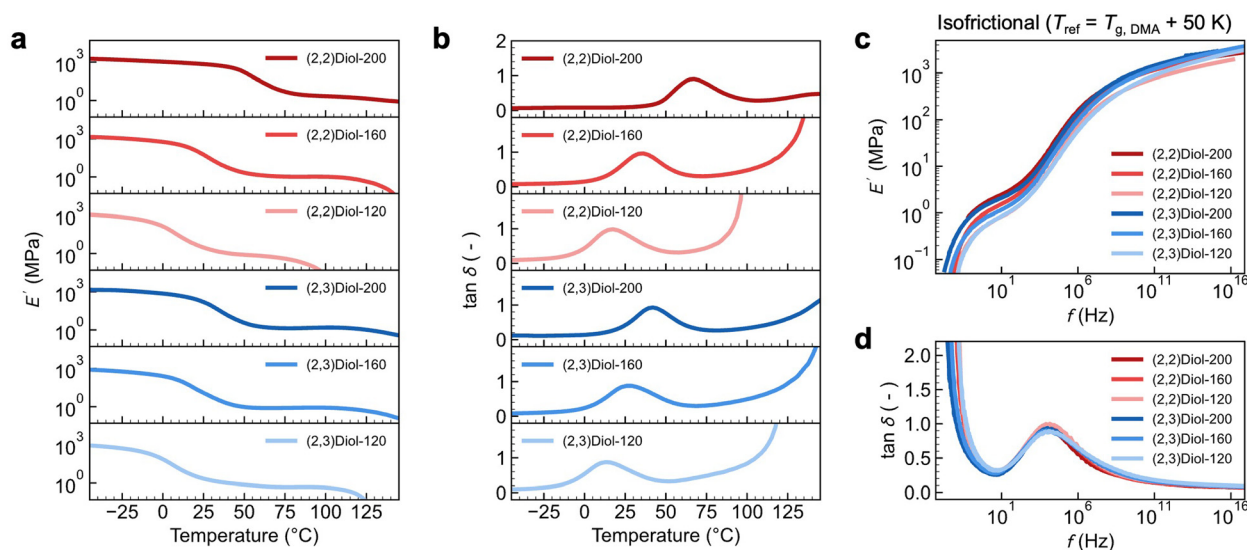 a
E′ (MPa)
10³
10⁰
(2,2)Diol-200
10³
10⁰
(2,2)Diol-160
10³
10⁰
(2,2)Diol-120
10³
10⁰
(2,3)Diol-200
10³
10⁰
(2,3)Diol-160
10³
10⁰
(2,3)Diol-120
−25 0 25 50 75 100 125
Temperature (°C)
b
tan δ ( - )
2
1
0
(2,2)Diol-200
1
0
(2,2)Diol-160
1
0
(2,2)Diol-120
1
0
(2,3)Diol-200
1
0
(2,3)Diol-160
1
0
(2,3)Diol-120
−25 0 25 50 75 100 125
Temperature (°C)
Isofrictional (T_ref = T_g, DMA + 50 K)
c
E′ (MPa)
10³
10²
10¹
10⁰
10⁻¹
(2,2)Diol-200
(2,2)Diol-160
(2,2)Diol-120
(2,3)Diol-200
(2,3)Diol-160
(2,3)Diol-120
10¹ 10⁶ 10¹¹ 10¹⁶
f (Hz)
d
tan δ ( - )
2.0
1.5
1.0
0.5
0.0
(2,2)Diol-200
(2,2)Diol-160
(2,2)Diol-120
(2,3)Diol-200
(2,3)Diol-160
(2,3)Diol-120
10¹ 10⁶ 10¹¹ 10¹⁶
f (Hz)